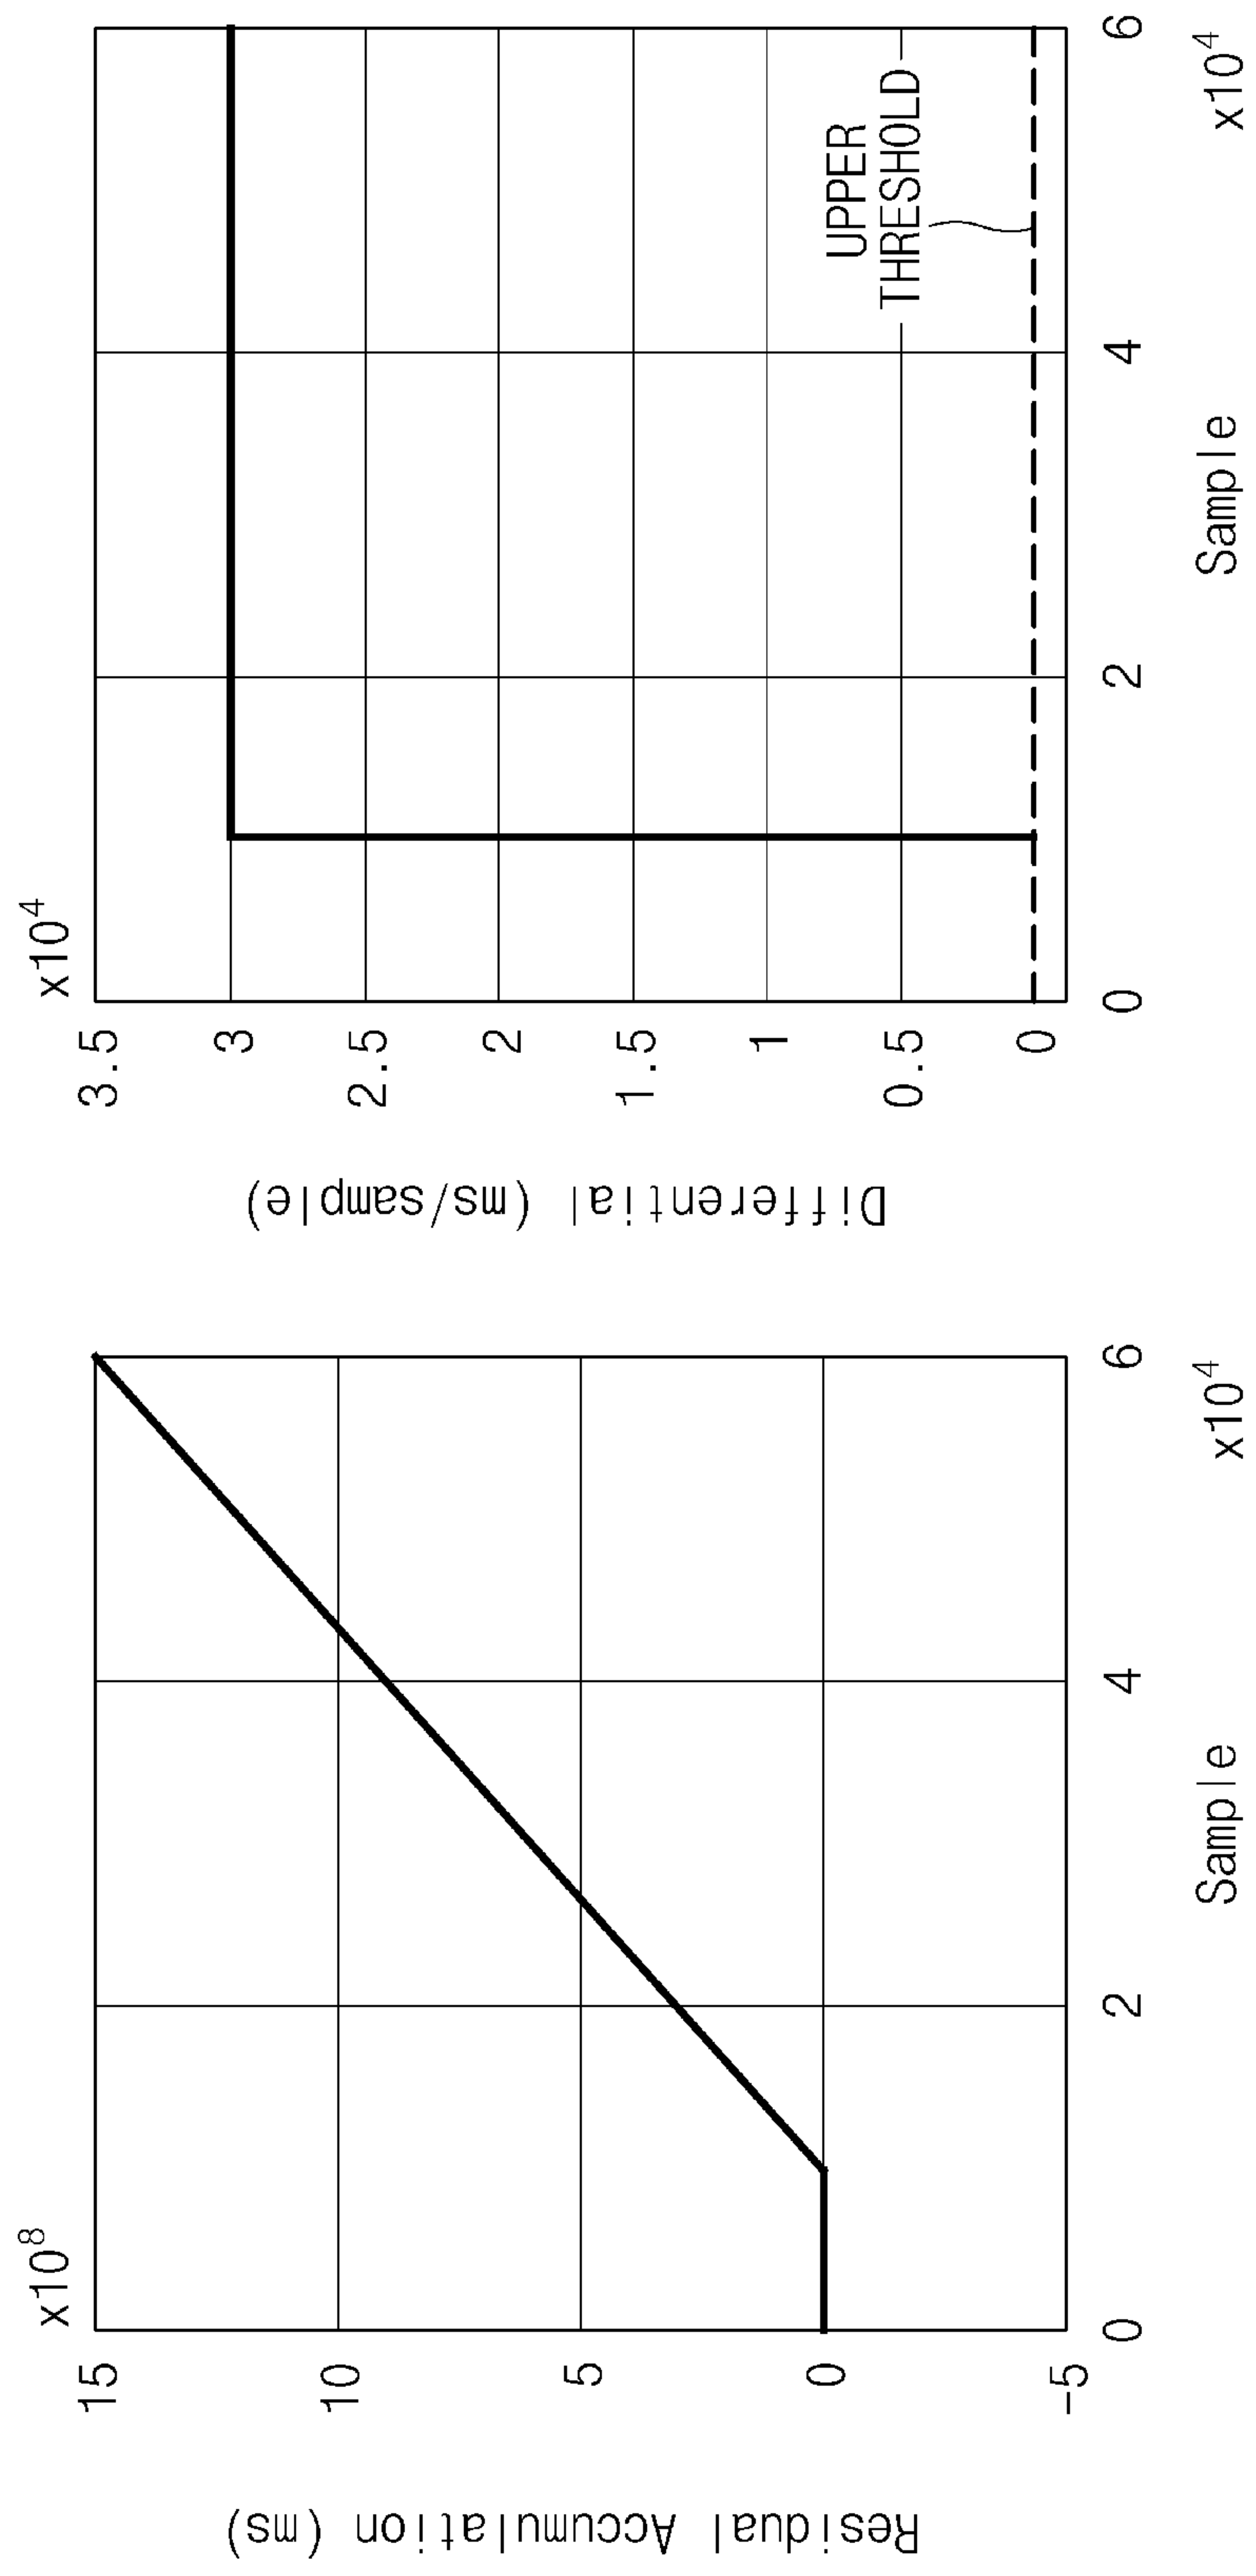 Residual Accumulation (ms)
x10^8
15
10
5
0
-5
0
2
4
6
x10^4
Sample
Differential (ms/sample)
x10^4
3.5
3
2.5
2
1.5
1
0.5
0
UPPER
THRESHOLD
0
2
4
6
x10^4
Sample